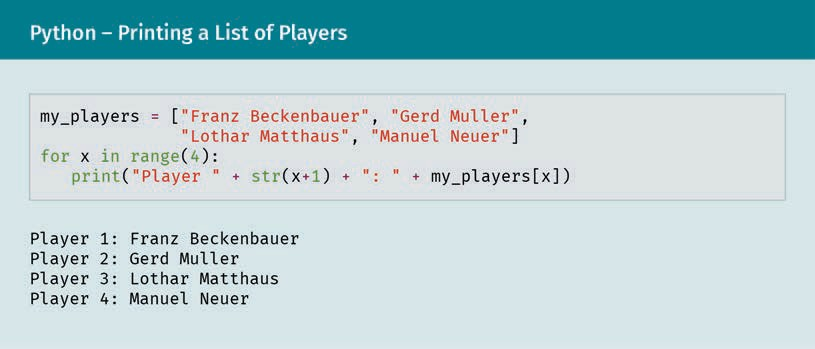 Python – Printing a List of Players
my_players = ["Franz Beckenbauer", "Gerd Muller",
"Lothar Matthaus", "Manuel Neuer"]
for x in range(4):
print("Player " + str(x+1) + ": " + my_players[x])
Player 1: Franz Beckenbauer
Player 2: Gerd Muller
Player 3: Lothar Matthaus
Player 4: Manuel Neuer